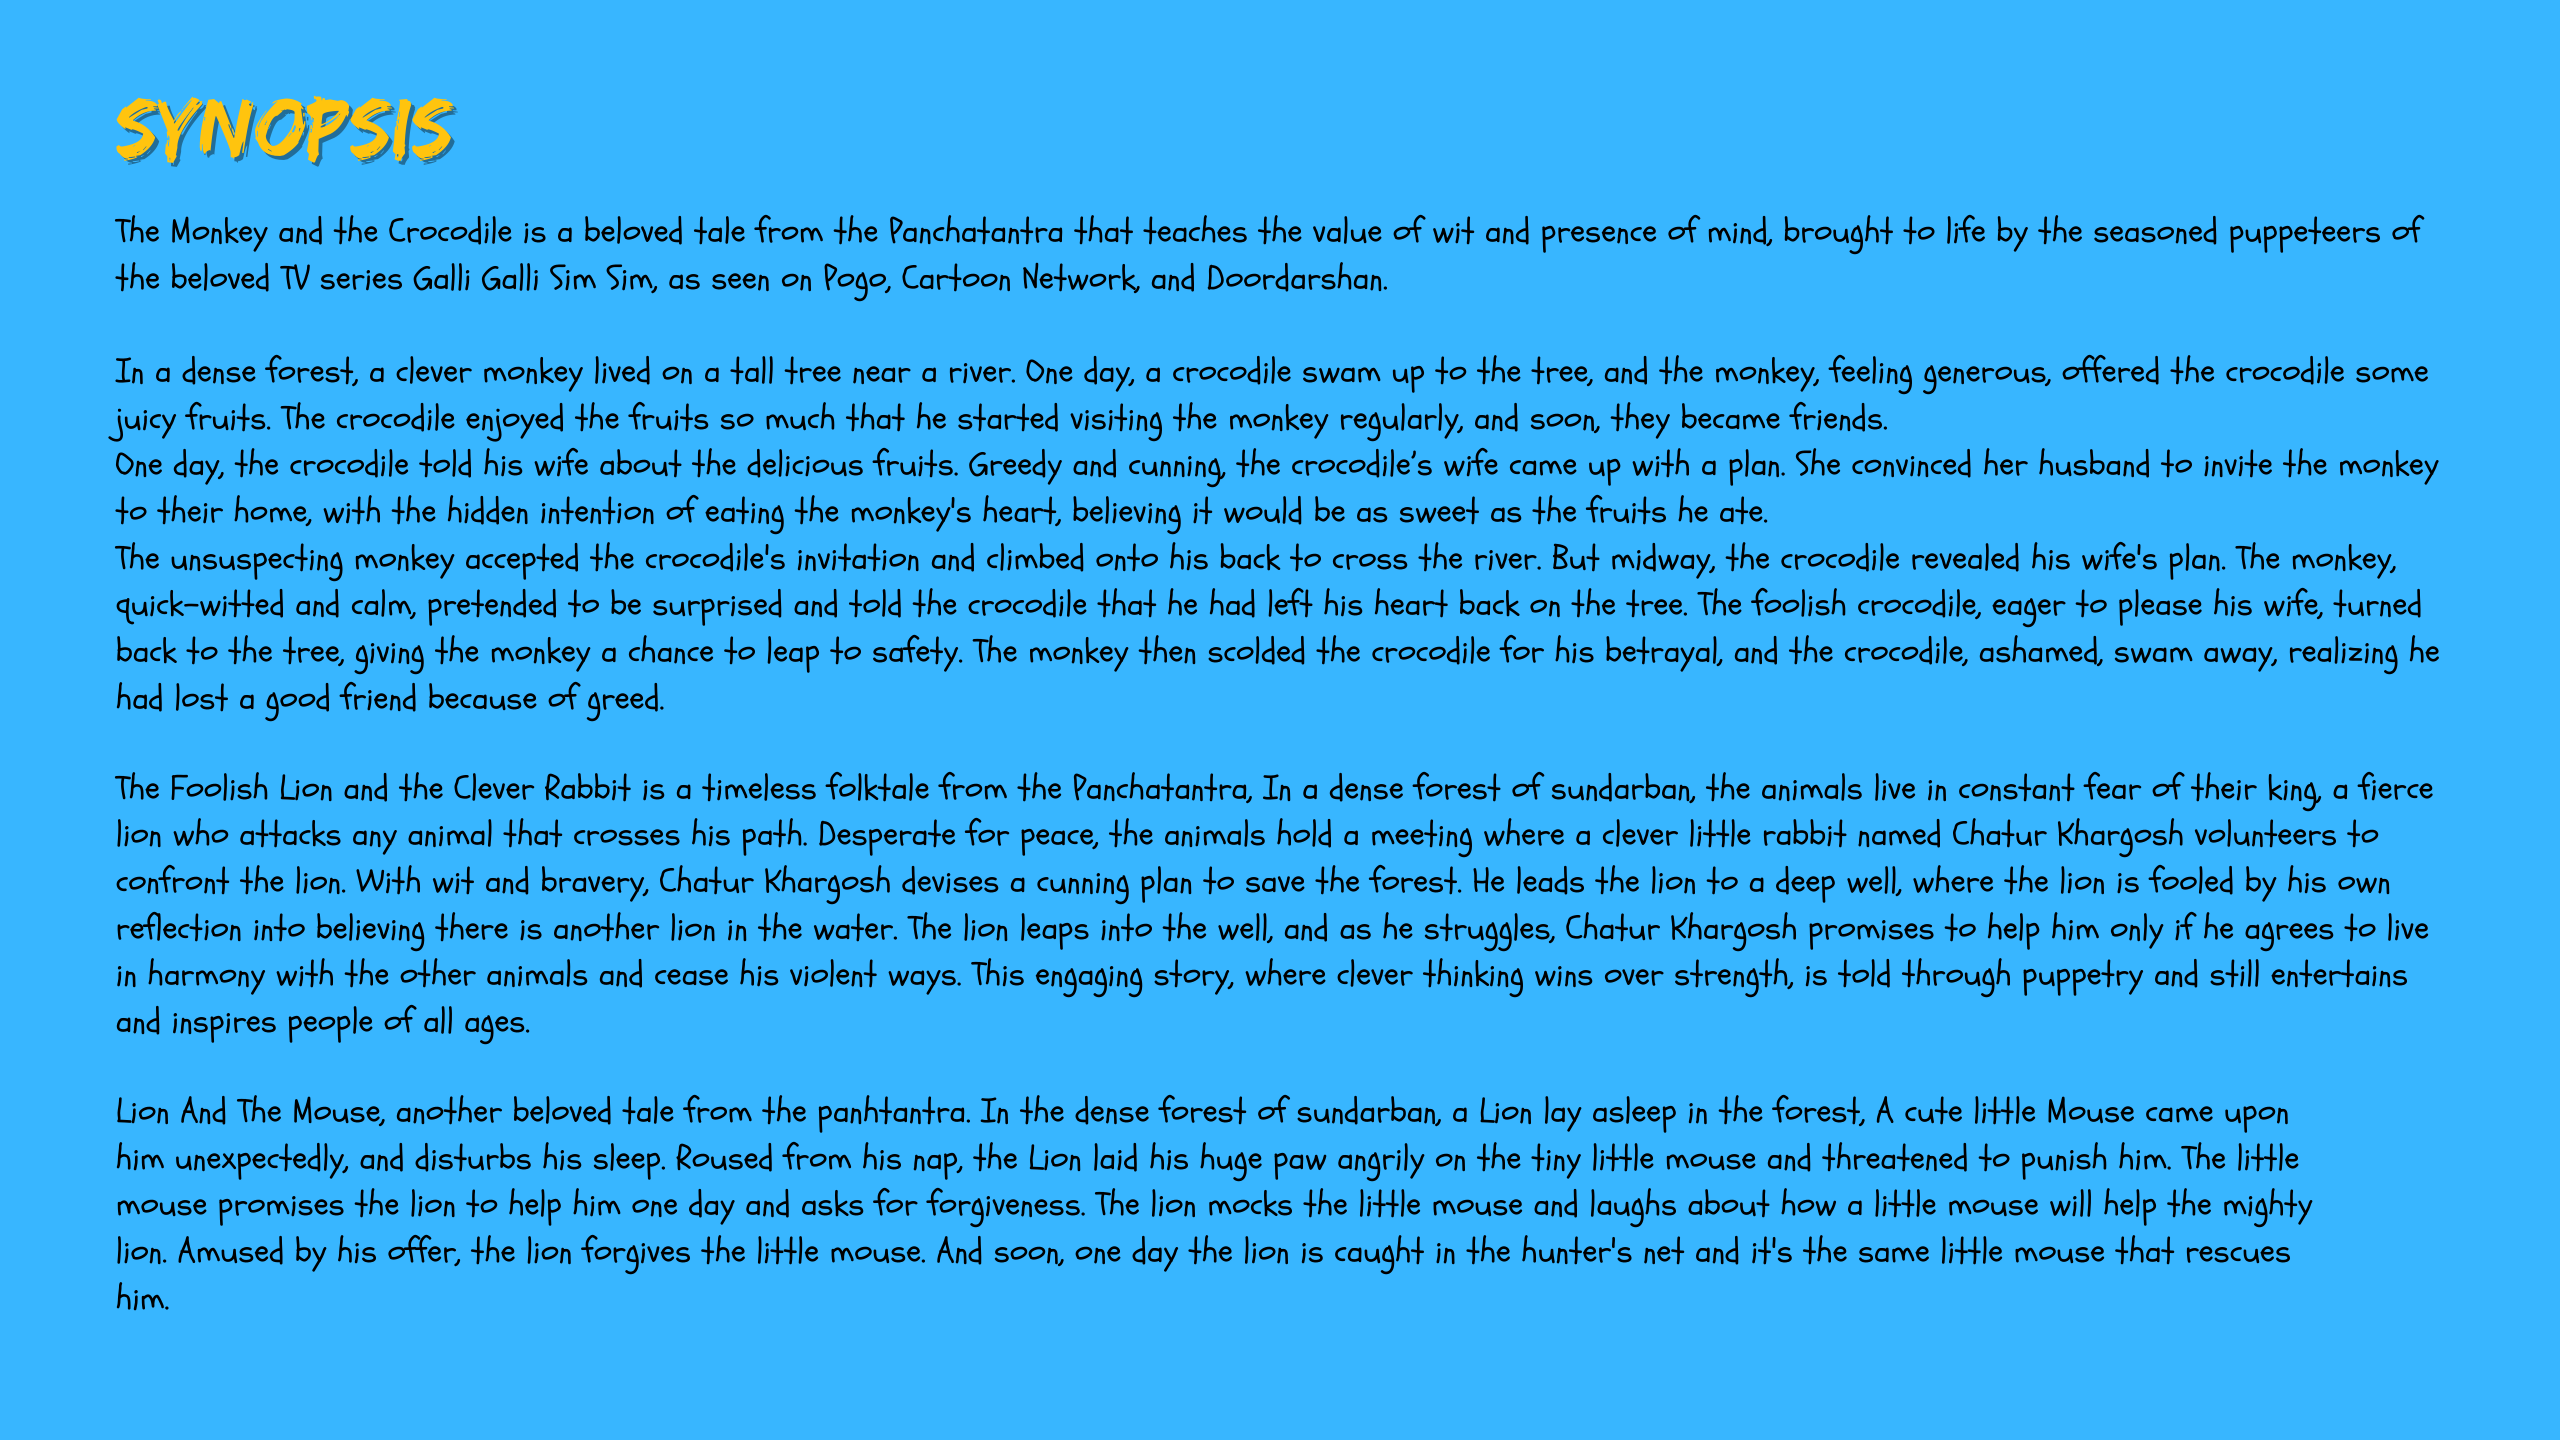 SYNOPSIS
The Monkey and the Crocodile is a beloved tale from the Panchatantra that teaches the value of wit and presence of mind, brought to life by the seasoned puppeteers of
the beloved TV series Galli Galli Sim Sim, as seen on Pogo, Cartoon Network, and Doordarshan.
In a dense forest, a clever monkey lived on a tall tree near a river. One day, a crocodile swam up to the tree, and the monkey, feeling generous, offered the crocodile some
juicy fruits. The crocodile enjoyed the fruits so much that he started visiting the monkey regularly, and soon, they became friends.
One day, the crocodile told his wife about the delicious fruits. Greedy and cunning, the crocodile’s wife came up with a plan. She convinced her husband to invite the monkey
to their home, with the hidden intention of eating the monkey's heart, believing it would be as sweet as the fruits he ate.
The unsuspecting monkey accepted the crocodile's invitation and climbed onto his back to cross the river. But midway, the crocodile revealed his wife's plan. The monkey,
quick-witted and calm, pretended to be surprised and told the crocodile that he had left his heart back on the tree. The foolish crocodile, eager to please his wife, turned
back to the tree, giving the monkey a chance to leap to safety. The monkey then scolded the crocodile for his betrayal, and the crocodile, ashamed, swam away, realizing he
had lost a good friend because of greed.
The Foolish Lion and the Clever Rabbit is a timeless folktale from the Panchatantra, In a dense forest of sundarban, the animals live in constant fear of their king, a fierce
lion who attacks any animal that crosses his path. Desperate for peace, the animals hold a meeting where a clever little rabbit named Chatur Khargosh volunteers to
confront the lion. With wit and bravery, Chatur Khargosh devises a cunning plan to save the forest. He leads the lion to a deep well, where the lion is fooled by his own
reflection into believing there is another lion in the water. The lion leaps into the well, and as he struggles, Chatur Khargosh promises to help him only if he agrees to live
in harmony with the other animals and cease his violent ways. This engaging story, where clever thinking wins over strength, is told through puppetry and still entertains
and inspires people of all ages.
Lion And The Mouse, another beloved tale from the panhtantra. In the dense forest of sundarban, a Lion lay asleep in the forest, A cute little Mouse came upon
him unexpectedly, and disturbs his sleep. Roused from his nap, the Lion laid his huge paw angrily on the tiny little mouse and threatened to punish him. The little
mouse promises the lion to help him one day and asks for forgiveness. The lion mocks the little mouse and laughs about how a little mouse will help the mighty
lion. Amused by his offer, the lion forgives the little mouse. And soon, one day the lion is caught in the hunter's net and it's the same little mouse that rescues
him.